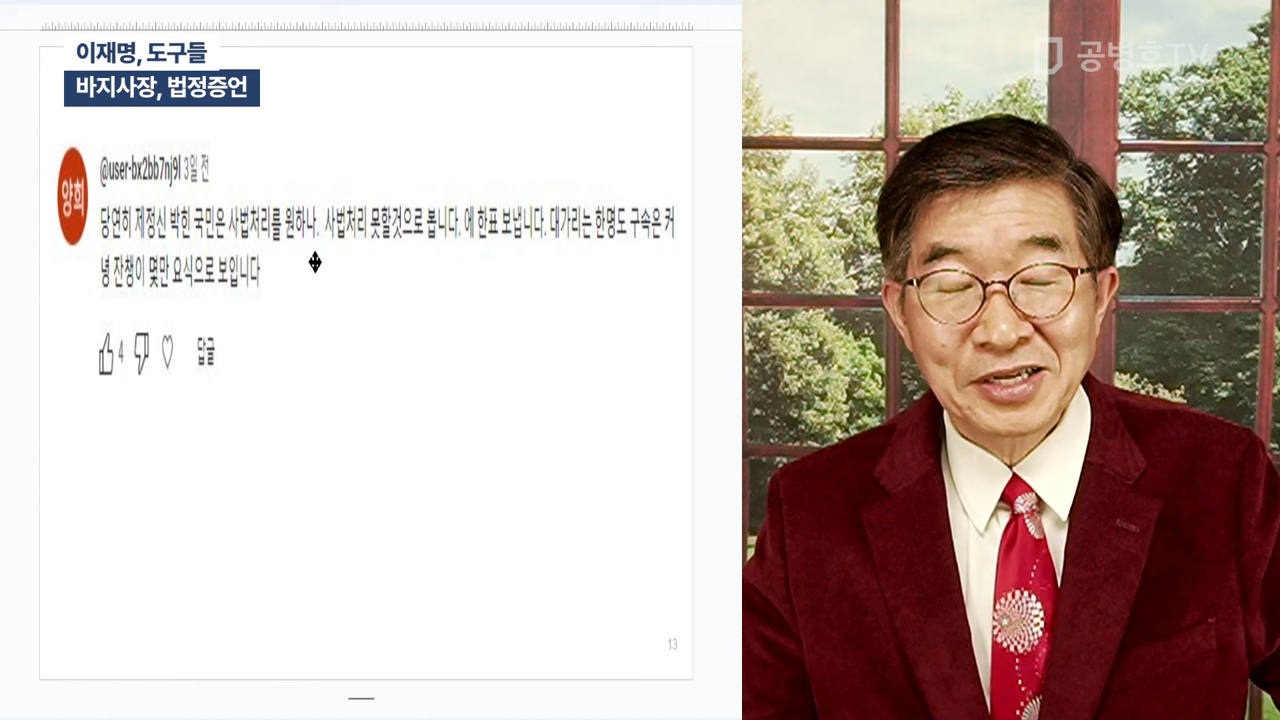 이재명, 도구들
바지사장, 법정증언
공병호TV
양희
@user-bx2bb7nj9l 3일 전
당연히 제정신 박힌 국민은 사법처리를 원하나. 사법처리 못할것으로 봅니다. 에 한표 보냅니다. 대가리는 한명도 구속은 커
녕 잔챙이 몇만 요식으로 보입니다
4
답글
13